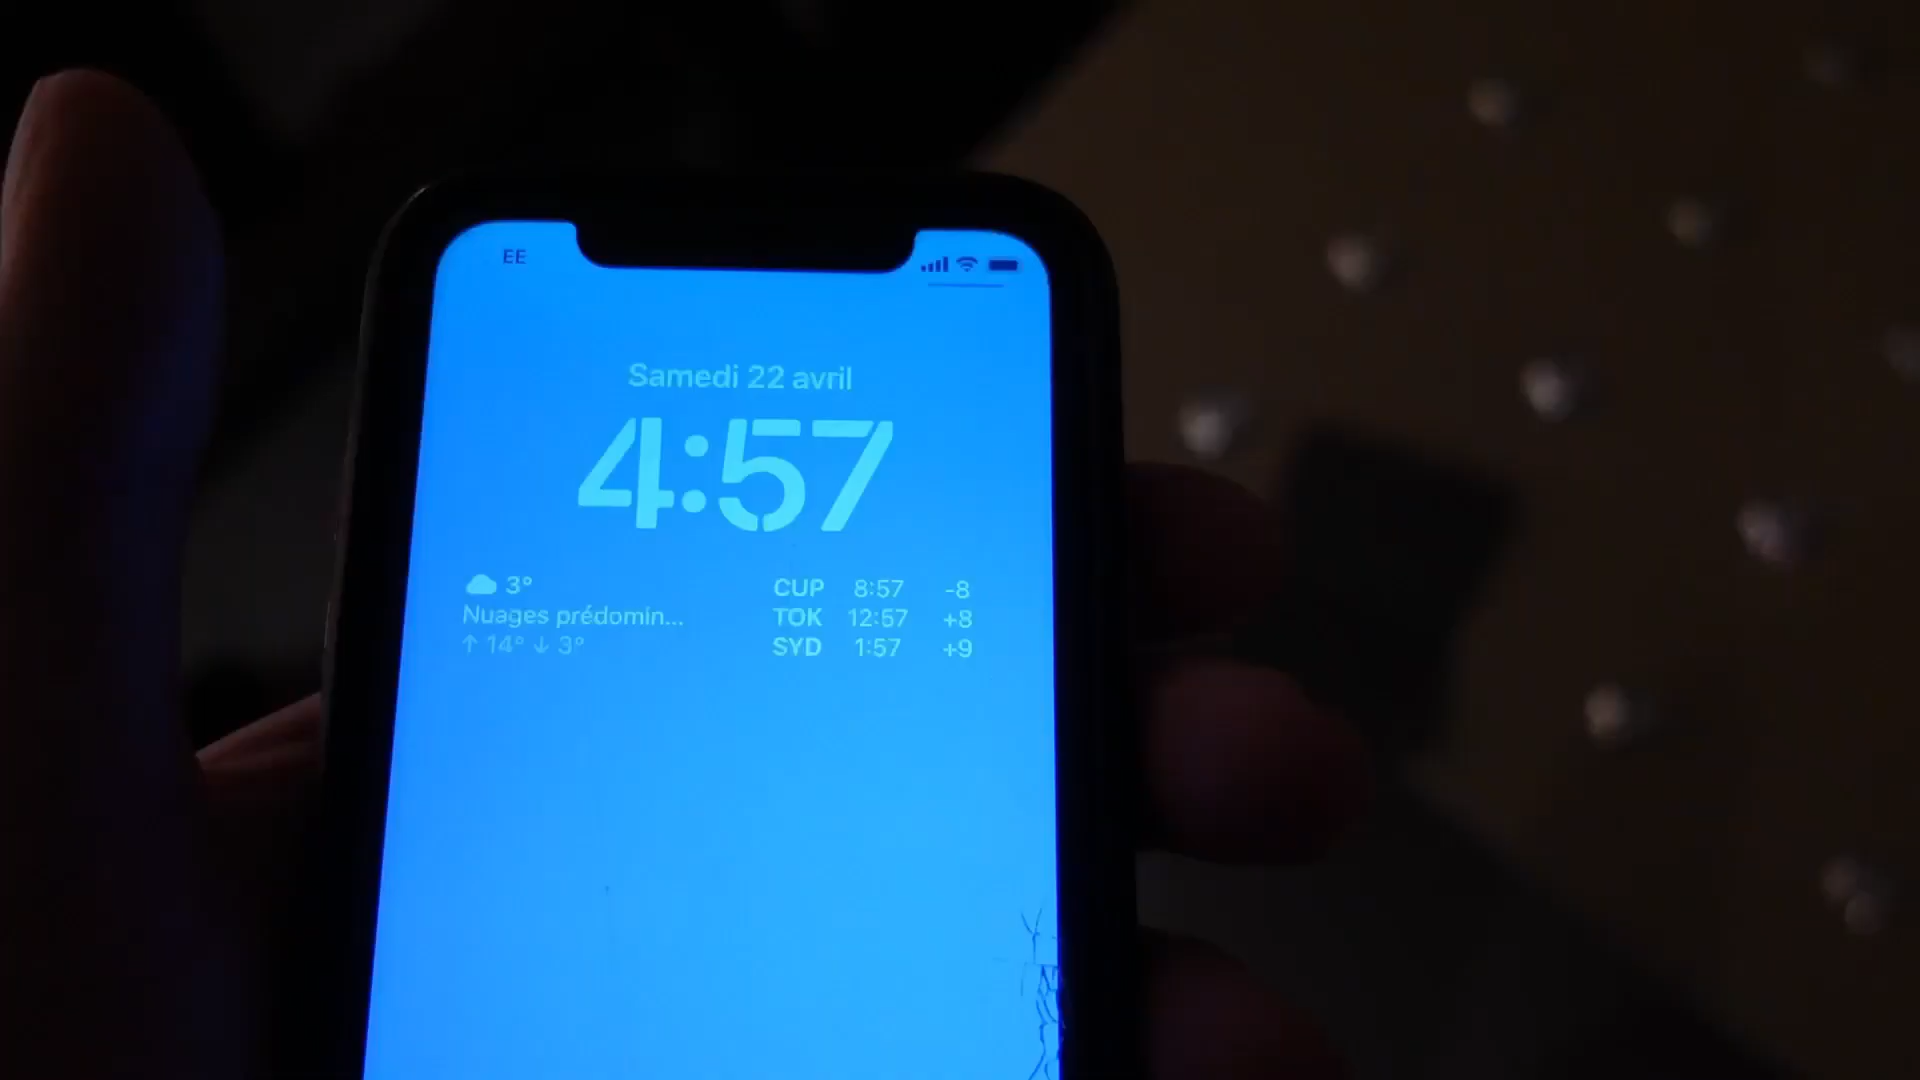 EE
Samedi 22 avril
4:57
3°
Nuages prédomin...
↑ 14° ↓ 3°
CUP 8:57 -8
TOK 12:57 +8
SYD 1:57 +9